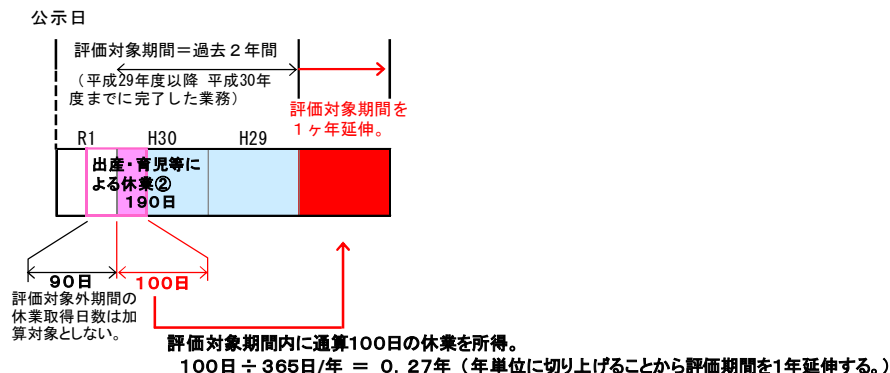 公示日
評価対象期間＝過去２年間
（平成29年度以降 平成30年
度までに完了した業務）
評価対象期間を
１ヶ年延伸。
R1 H30 H29
出産・育児等に
よる休業②
190日
90日 100日
評価対象外期間の
休業取得日数は加
算対象としない。
評価対象期間内に通算100日の休業を所得。
100日÷365日/年 ＝ 0. 27年（年単位に切り上げることから評価期間を1年延伸する。）